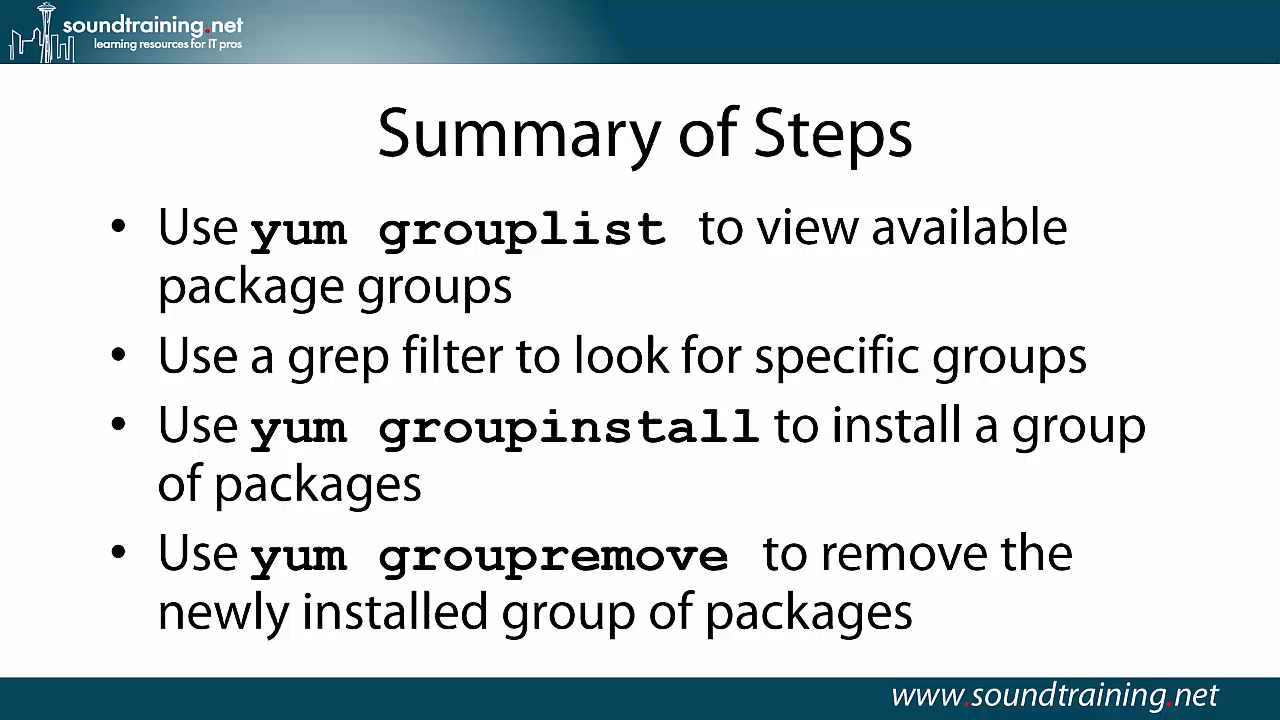 soundtraining.net
learning resources for IT pros
Summary of Steps
• Use yum grouplist to view available
package groups
• Use a grep filter to look for specific groups
• Use yum groupinstall to install a group
of packages
• Use yum groupremove to remove the
newly installed group of packages
www.soundtraining.net